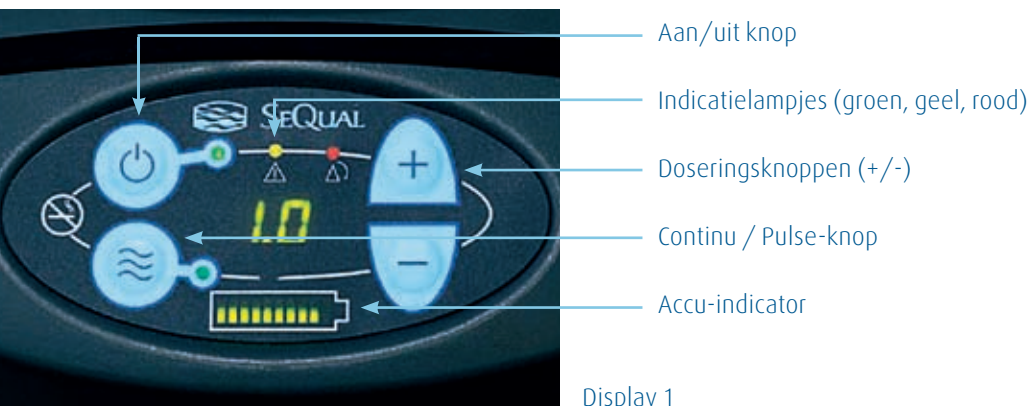 Aan/uit knop
Indicatielampjes (groen, geel, rood)
SeQual
Doseringsknoppen (+/-)
+
1.0
Continu / Pulse-knop
-
Accu-indicator
Display 1